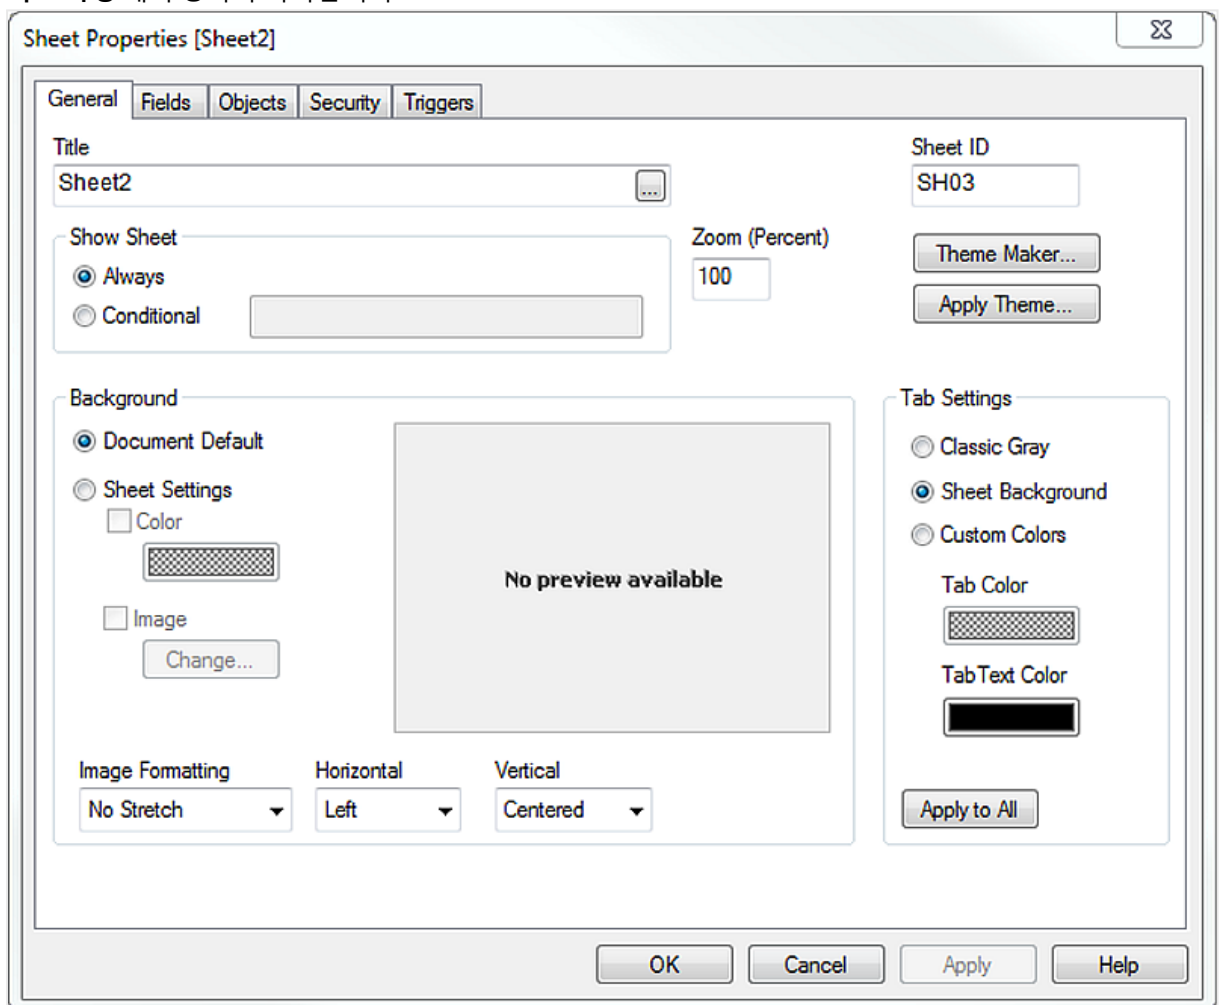 Sheet Properties [Sheet2]
General Fields Objects Security Triggers
Title
Sheet ID
Sheet2 ...
SH03
Show Sheet
Zoom (Percent)
Always
100
Theme Maker...
Conditional
Apply Theme...
Background
Tab Settings
Document Default
Classic Gray
Sheet Settings
Sheet Background
Color
Custom Colors
No preview available
Tab Color
Image
Change...
Tab Text Color
Image Formatting Horizontal Vertical
No Stretch Left Centered
Apply to All
OK Cancel Apply Help